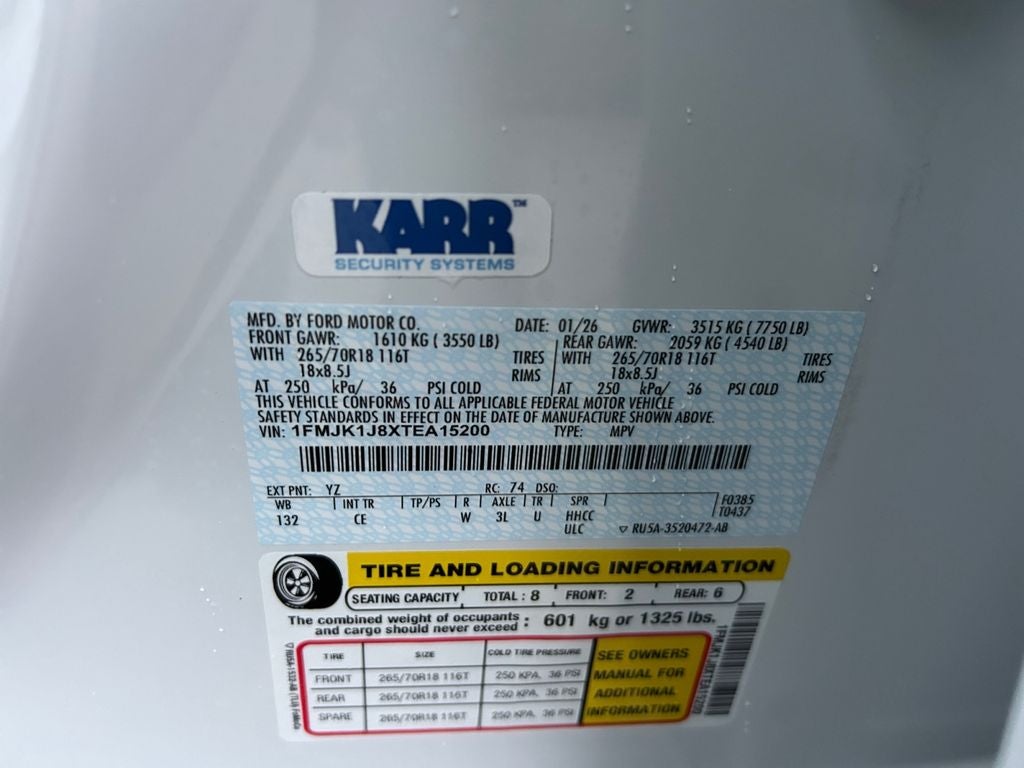 KARR™
SECURITY SYSTEMS
MFD. BY FORD MOTOR CO. DATE: 01/26 GVWR: 3515 KG ( 7750 LB)
FRONT GAWR: 1610 KG ( 3550 LB) REAR GAWR: 2059 KG ( 4540 LB)
WITH 265/70R18 116T TIRES WITH 265/70R18 116T TIRES
18x8.5J RIMS 18x8.5J RIMS
AT 250 kPa/ 36 PSI COLD AT 250 kPa/ 36 PSI COLD
THIS VEHICLE CONFORMS TO ALL APPLICABLE FEDERAL MOTOR VEHICLE
SAFETY STANDARDS IN EFFECT ON THE DATE OF MANUFACTURE SHOWN ABOVE.
VIN: 1FMJK1J8XTEA15200 TYPE: MPV
EXT PNT: YZ RC: 74 DSO:
WB INT TR TP/PS R AXLE TR SPR F0385
132 CE W 3L U HHCC T0437
ULC ▽ RU5A-3520472-AB
TIRE AND LOADING INFORMATION
SEATING CAPACITY TOTAL : 8 FRONT: 2 REAR: 6
The combined weight of occupants and cargo should never exceed : 601 kg or 1325 lbs.
TIRE SIZE COLD TIRE PRESSURE
FRONT 265/70R18 116T 250 KPA, 36 PSI
REAR 265/70R18 116T 250 KPA, 36 PSI
SPARE 265/70R18 116T 250 KPA, 36 PSI
SEE OWNERS
MANUAL FOR
ADDITIONAL
INFORMATION
1FMJK1J8XTEA15200